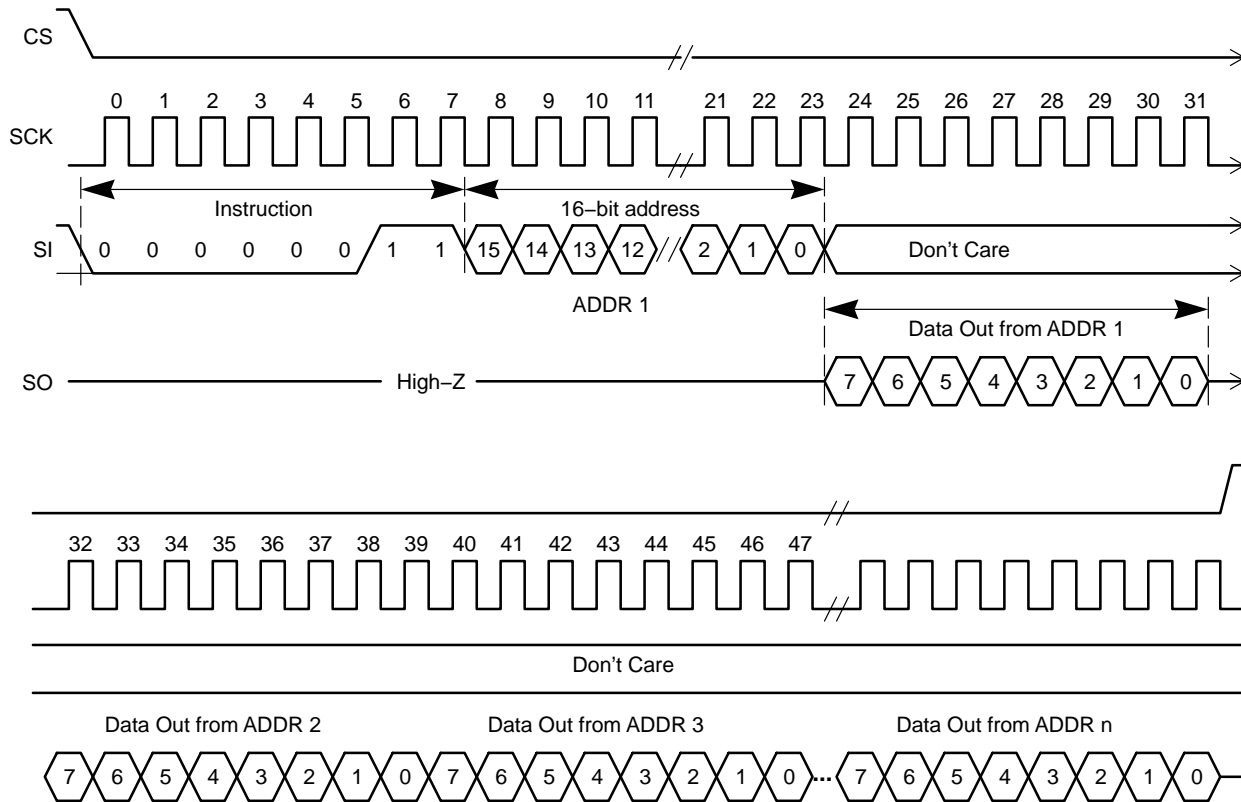 CS
0 1 2 3 4 5 6 7 8 9 10 11 21 22 23 24 25 26 27 28 29 30 31
SCK
Instruction 16−bit address
SI 0 0 0 0 0 0 1 1 15 14 13 12 2 1 0 Don't Care
ADDR 1
Data Out from ADDR 1
SO High−Z 7 6 5 4 3 2 1 0
32 33 34 35 36 37 38 39 40 41 42 43 44 45 46 47
Don't Care
Data Out from ADDR 2 Data Out from ADDR 3 Data Out from ADDR n
7 6 5 4 3 2 1 0 7 6 5 4 3 2 1 0 ... 7 6 5 4 3 2 1 0